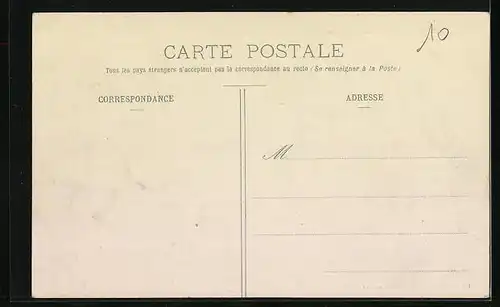 10
CARTE POSTALE
Tous les pays étrangers n'acceptent pas la correspondance au recto (Se renseigner à la Poste)
CORRESPONDANCE
ADRESSE
M